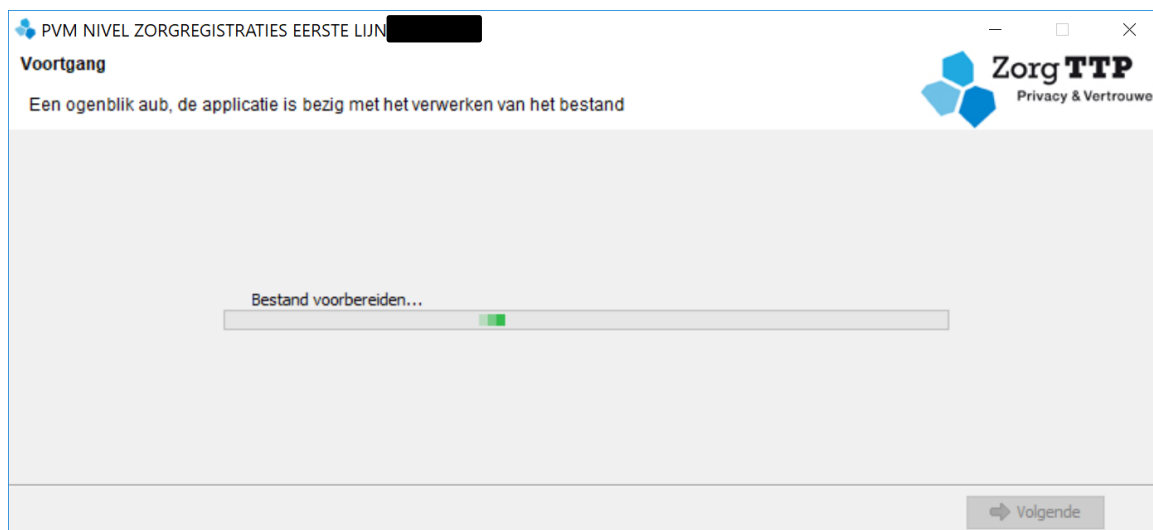 PVM NIVEL ZORGREGISTRATIES EERSTE LIJN
Voortgang
Een ogenblik aub, de applicatie is bezig met het verwerken van het bestand
Zorg TTP
Privacy & Vertrouwe
Bestand voorbereiden...
Volgende